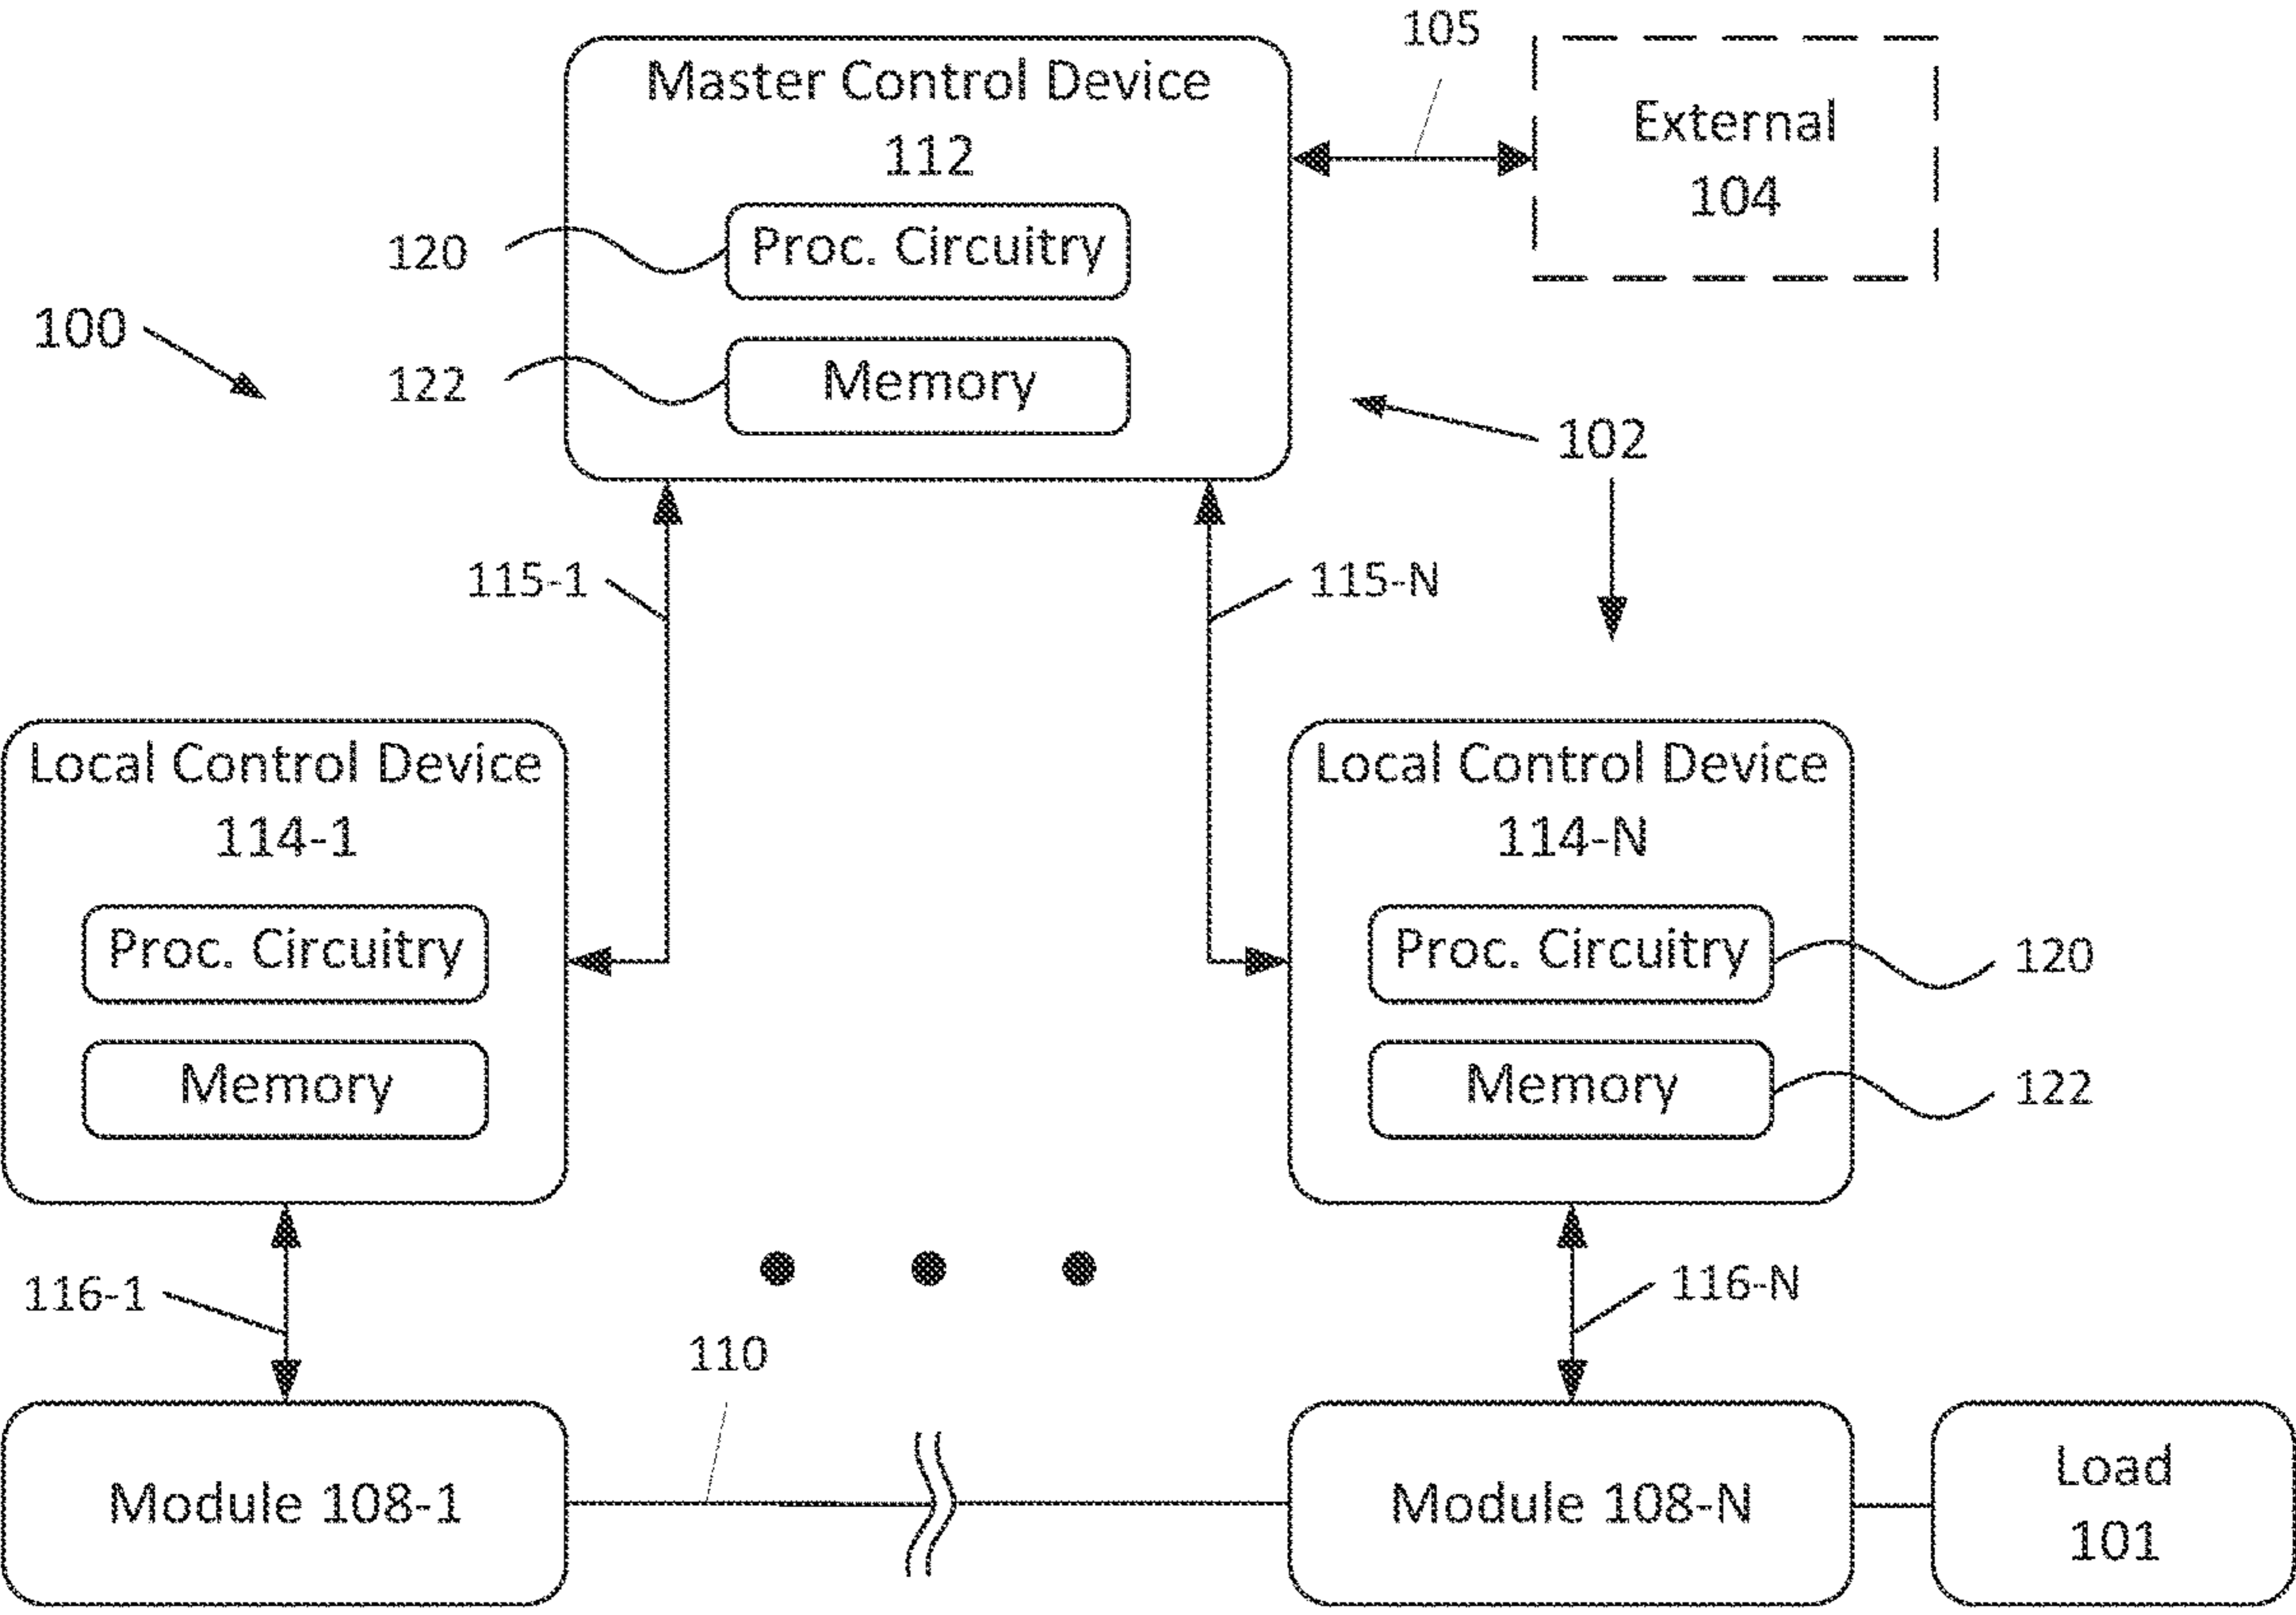 105
Master Control Device
112
External
104
120
Proc. Circuitry
100
122
Memory
102
115-1
115-N
Local Control Device
114-1
Proc. Circuitry
Memory
Local Control Device
114-N
Proc. Circuitry
120
Memory
122
116-1
116-N
110
Module 108-1
Module 108-N
Load
101